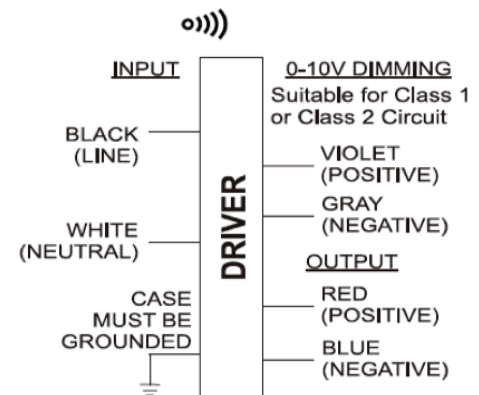 INPUT
BLACK
(LINE)
WHITE
(NEUTRAL)
CASE
MUST BE
GROUNDED
DRIVER
0-10V DIMMING
Suitable for Class 1
or Class 2 Circuit
VIOLET
(POSITIVE)
GRAY
(NEGATIVE)
OUTPUT
RED
(POSITIVE)
BLUE
(NEGATIVE)